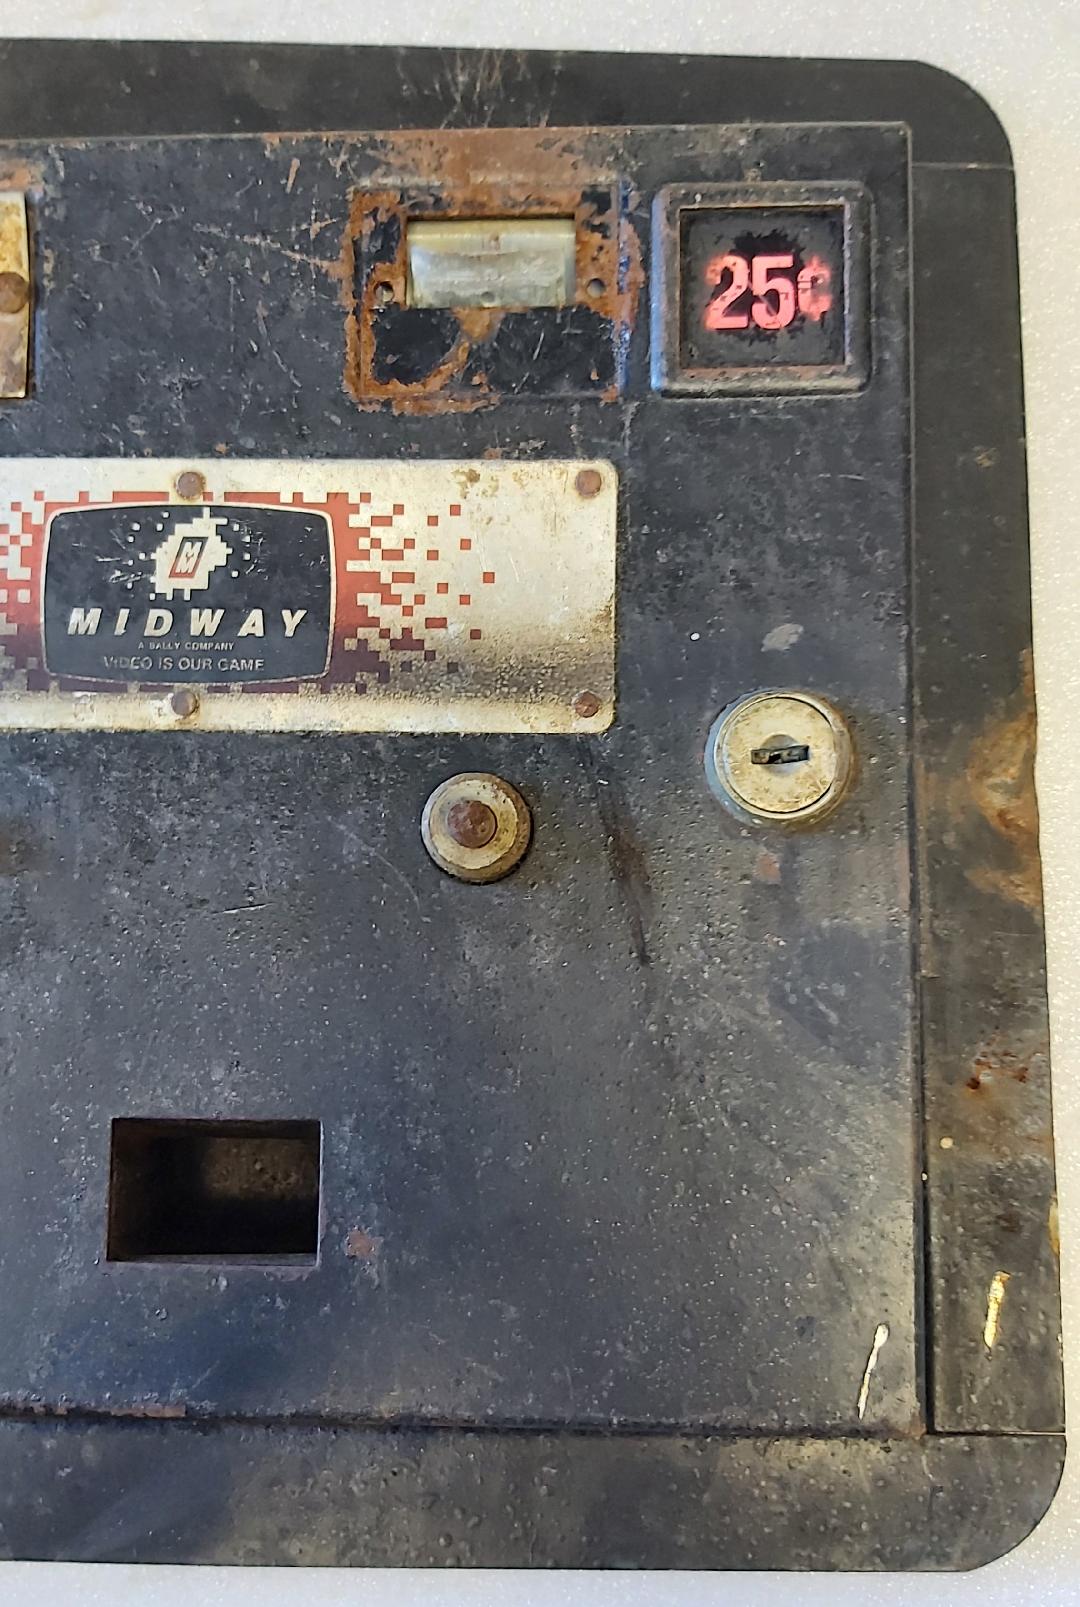 25¢
M
M
MIDWAY
A BALLY COMPANY
VIDEO IS OUR GAME